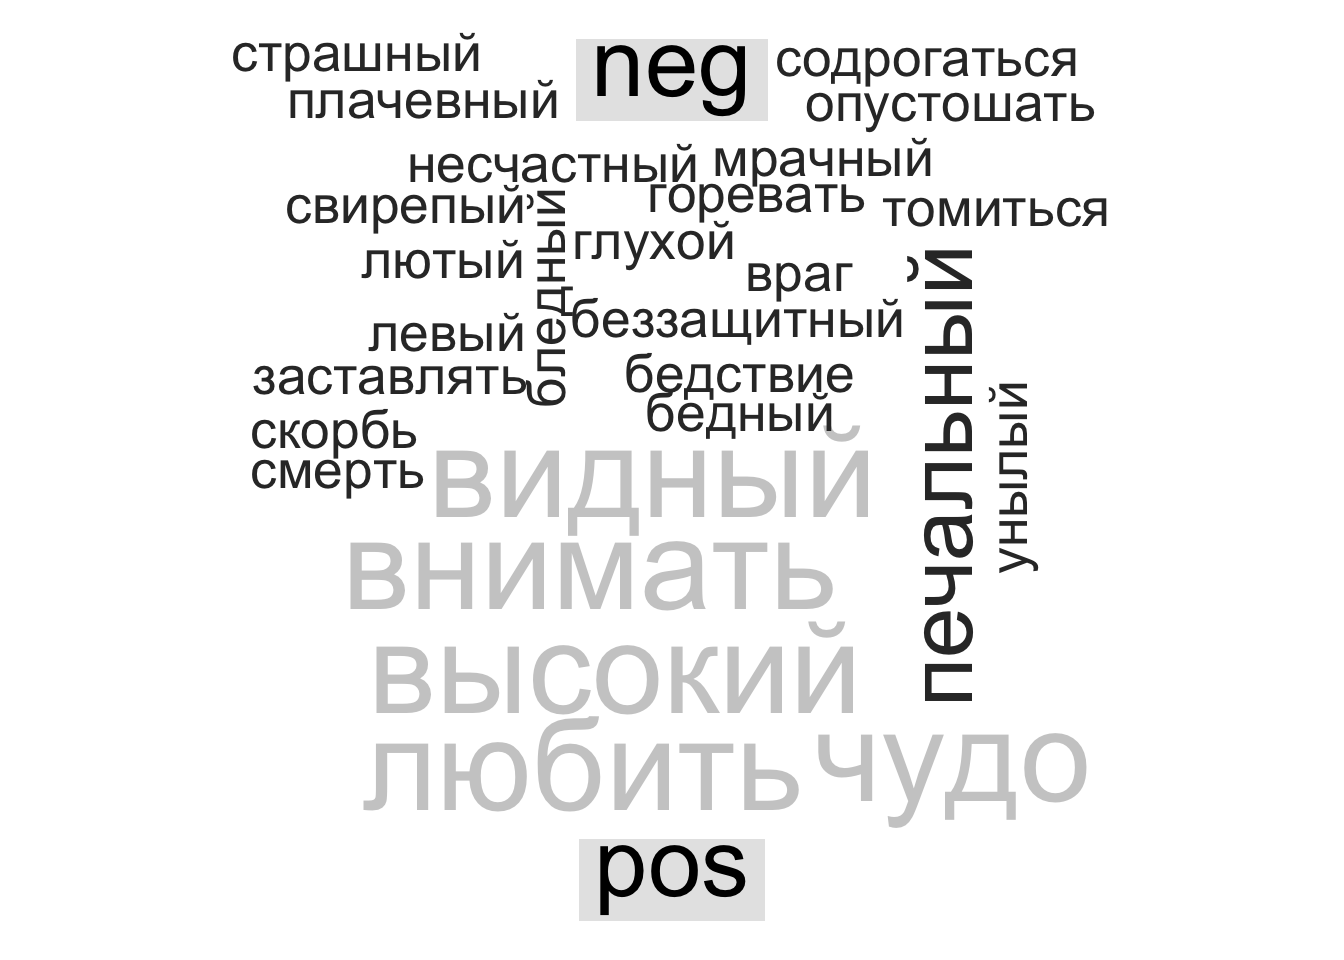 страшный
neg
содрогаться
плачевный
опустошать
несчастный
мрачный
свирепый
бледный
горевать
томиться
глухой
лютый
враг
печальный
беззащитный
левый
заставлять
бедствие
унылый
скорбь
бедный
смерть
видный
внимать
высокий
любить
чудо
pos